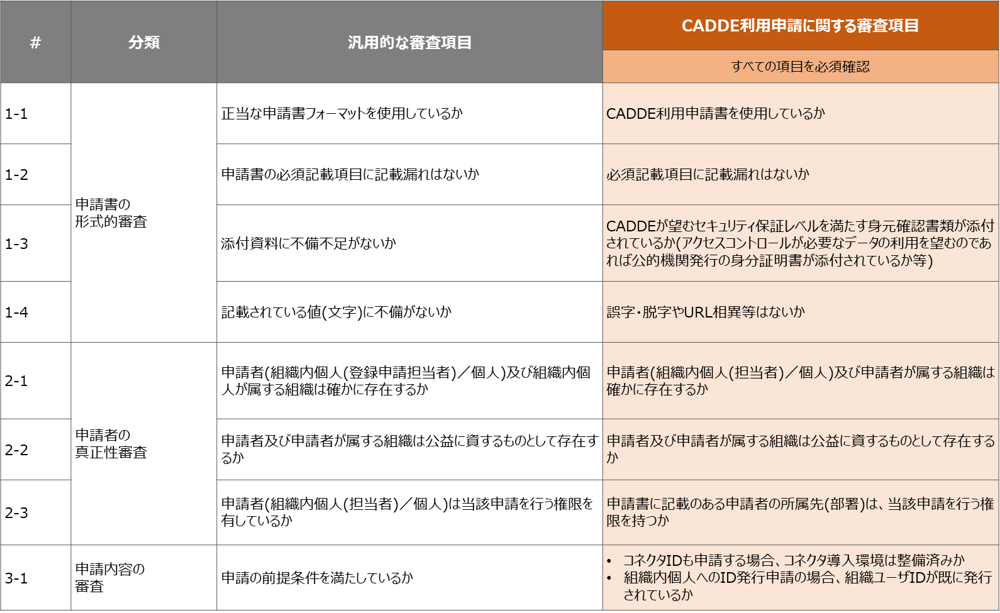 #
分類
汎用的な審査項目
CADDE利用申請に関する審査項目
すべての項目を必須確認
1-1
申請書の
形式的審査
正当な申請書フォーマットを使用しているか
CADDE利用申請書を使用しているか
1-2
申請書の必須記載項目に記載漏れはないか
必須記載項目に記載漏れはないか
1-3
添付資料に不備不足がないか
CADDEが望むセキュリティ保証レベルを満たす身元確認書類が添付
されているか(アクセスコントロールが必要なデータの利用を望むのであ
れば公的機関発行の身分証明書が添付されているか等)
1-4
記載されている値(文字)に不備がないか
誤字・脱字やURL相異等はないか
2-1
申請者の
真正性審査
申請者(組織内個人(登録申請担当者)／個人)及び組織内個
人が属する組織は確かに存在するか
申請者(組織内個人(担当者)／個人)及び申請者が属する組織は
確かに存在するか
2-2
申請者及び申請者が属する組織は公益に資するものとして存在す
るか
申請者及び申請者が属する組織は公益に資するものとして存在する
か
2-3
申請者(組織内個人(担当者)／個人)は当該申請を行う権限を
有しているか
申請書に記載のある申請者の所属先(部署)は、当該申請を行う権
限を持つか
3-1
申請内容の
審査
申請の前提条件を満たしているか
• コネクタIDも申請する場合、コネクタ導入環境は整備済みか
• 組織内個人へのID発行申請の場合、組織ユーザIDが既に発行
されているか